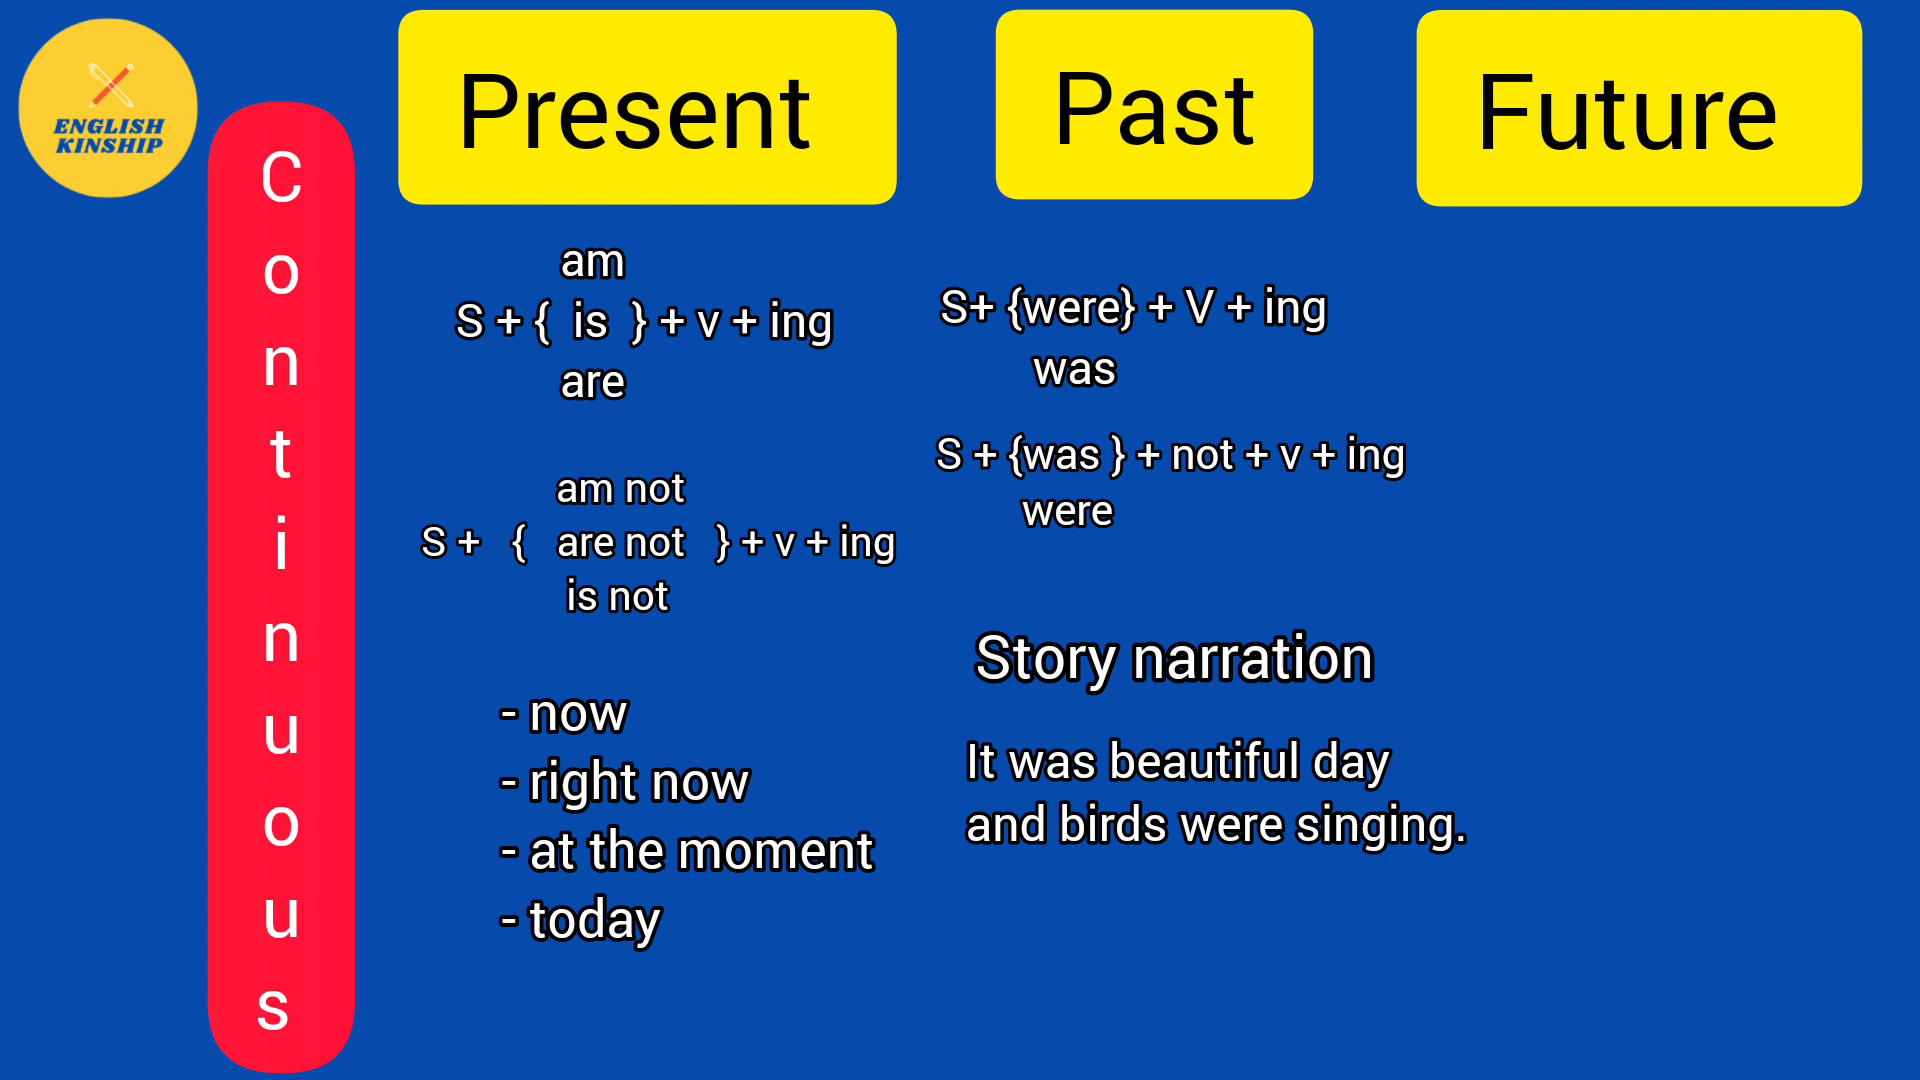 ENGLISH
KINSHIP
Continuous
Present
Past
Future
am
S + { is } + v + ing
are
am not
S + { are not } + v + ing
is not
- now
- right now
- at the moment
- today
S+ {were} + V + ing
was
S + {was } + not + v + ing
were
Story narration
It was beautiful day
and birds were singing.